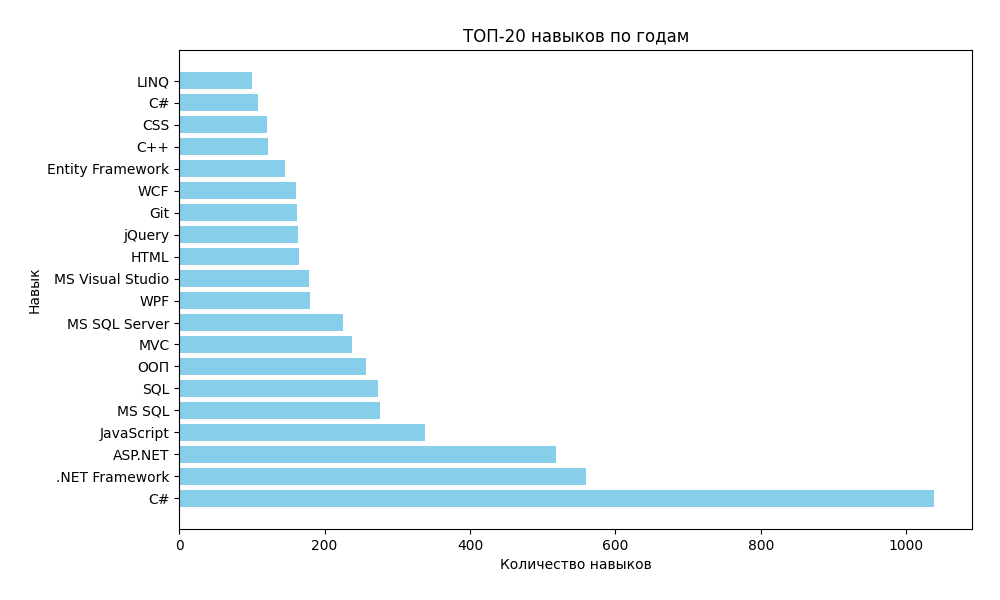 ТОП-20 навыков по годам
LINQ
C#
CSS
C++
Entity Framework
WCF
Git
jQuery
HTML
MS Visual Studio
WPF
MS SQL Server
MVC
ООП
SQL
MS SQL
JavaScript
ASP.NET
.NET Framework
C#
Навык
0 200 400 600 800 1000
Количество навыков